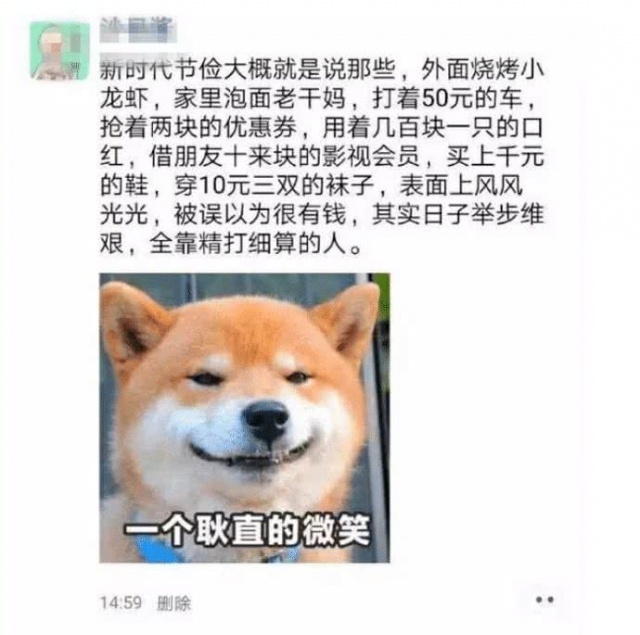 新时代节俭大概就是说那些，外面烧烤小
龙虾，家里泡面老干妈，打着50元的车，
抢着两块的优惠券，用着几百块一只的口
红，借朋友十来块的影视会员，买上千元
的鞋，穿10元三双的袜子，表面上风风
光光，被误以为很有钱，其实日子举步维
艰，全靠精打细算的人。
一个耿直的微笑
14:59 删除